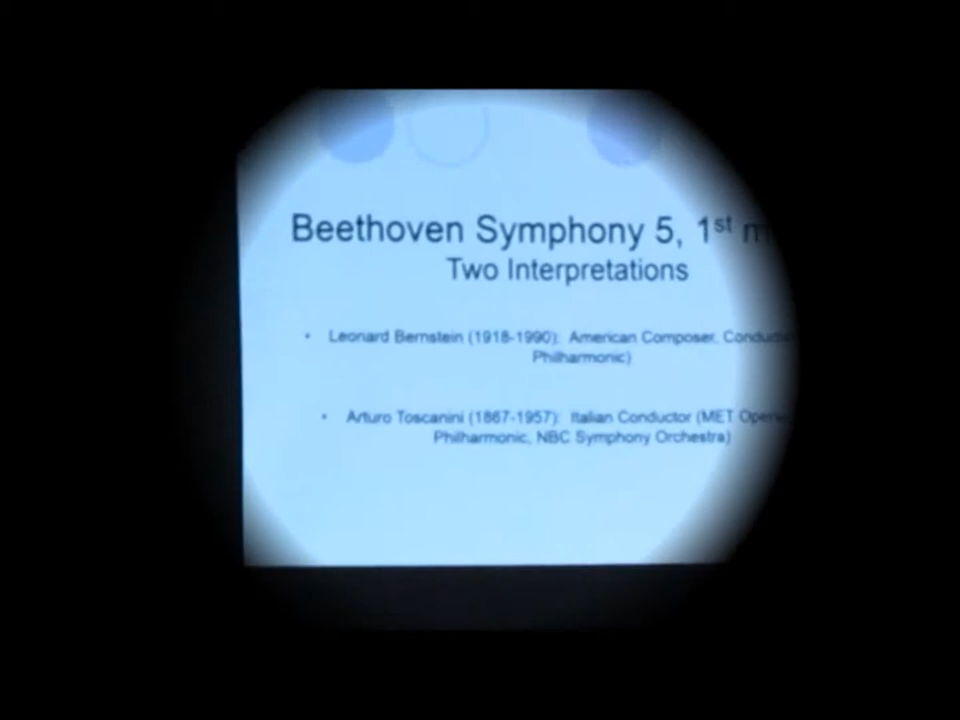 Beethoven Symphony 5, 1st
Two Interpretations
• Leonard Bernstein (1918-1990): American Composer,
Philharmonic)
• Arturo Toscanini (1867-1957): Italian Conductor (MET
Philharmonic, NBC Symphony Orchestra)